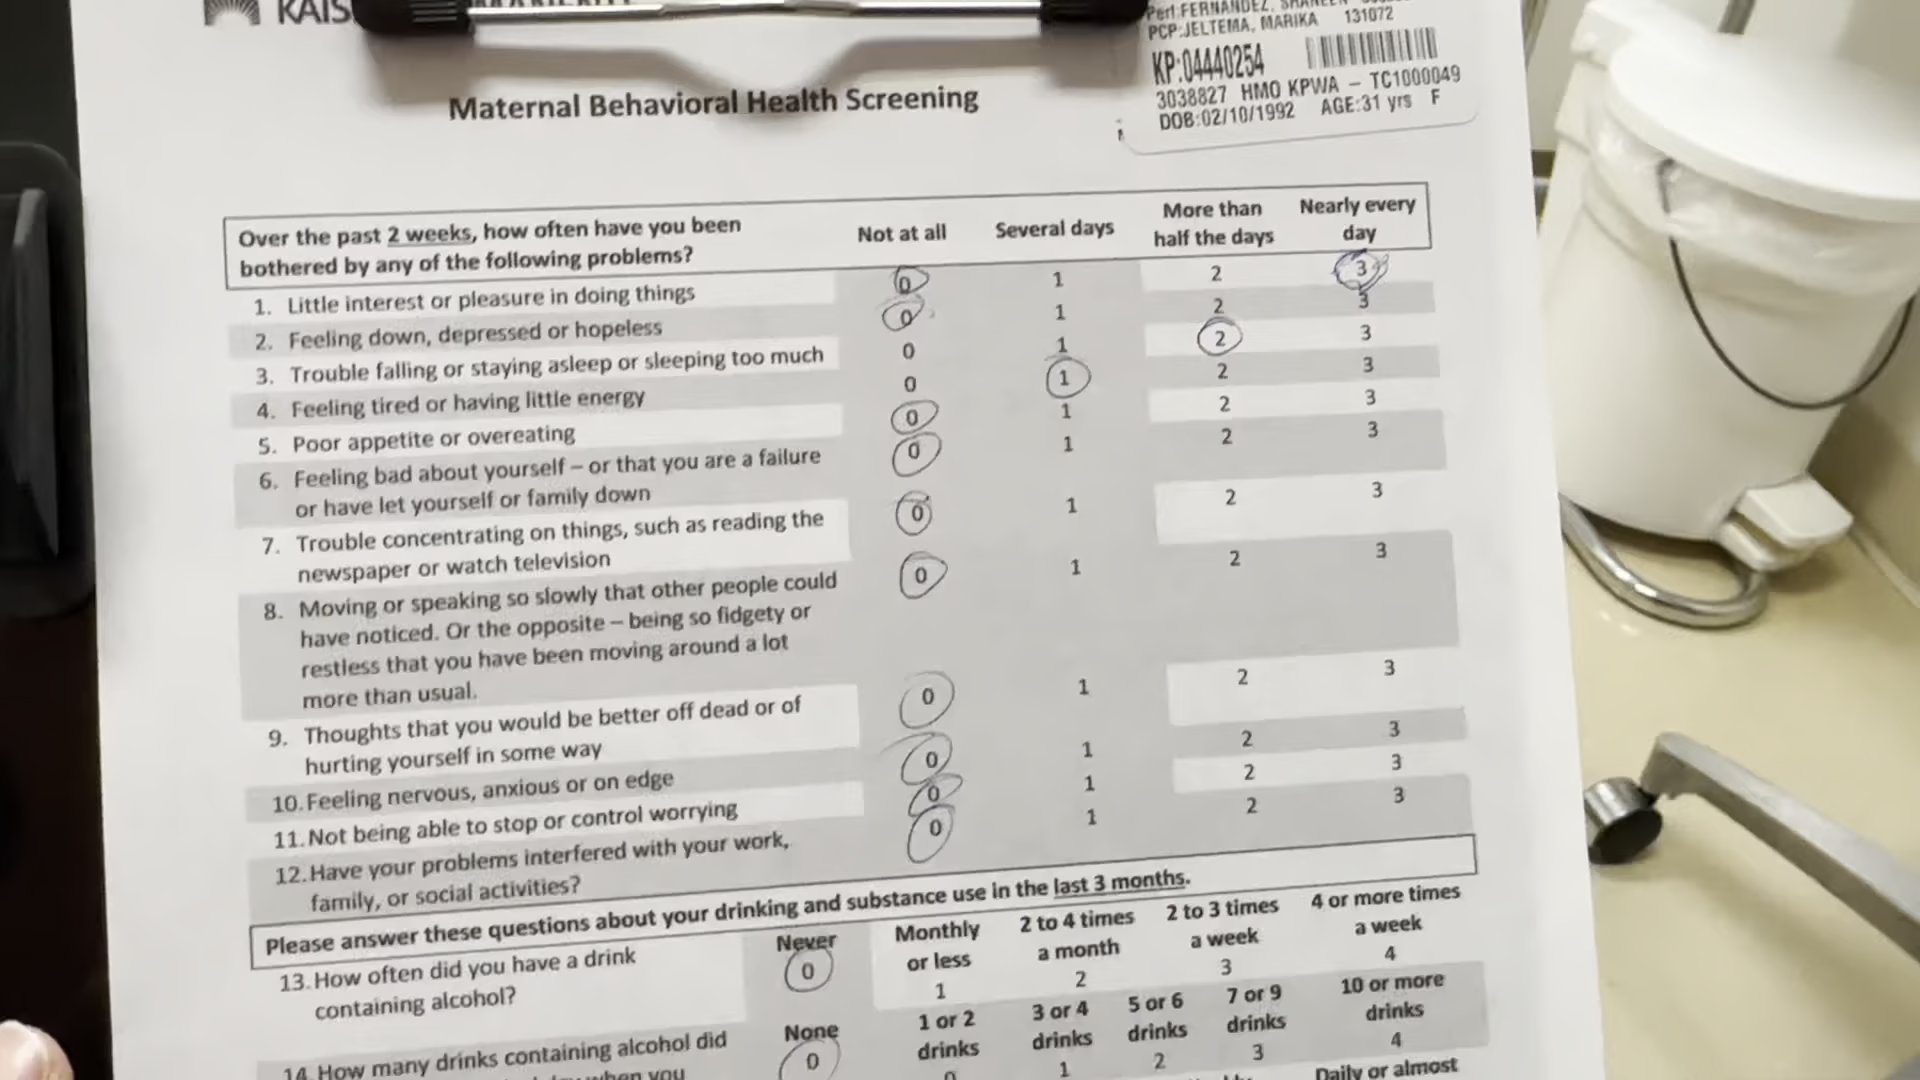 KAIS
PCP:JELTEMA, MARIKA 131072
KP:04440254
3038827 HMO KPWA - TC1000049
DOB:02/10/1992 AGE:31 yrs F
Maternal Behavioral Health Screening
Over the past 2 weeks, how often have you been
bothered by any of the following problems?
Not at all
Several days
More than
half the days
Nearly every
day
1. Little interest or pleasure in doing things 0 1 2 3
2. Feeling down, depressed or hopeless 0 1 2 3
3. Trouble falling or staying asleep or sleeping too much 0 1 2 3
4. Feeling tired or having little energy 0 1 2 3
5. Poor appetite or overeating 0 1 2 3
6. Feeling bad about yourself – or that you are a failure 0 1 2 3
or have let yourself or family down
7. Trouble concentrating on things, such as reading the 0 1 2 3
newspaper or watch television
8. Moving or speaking so slowly that other people could 0 1 2 3
have noticed. Or the opposite – being so fidgety or
restless that you have been moving around a lot
more than usual.
9. Thoughts that you would be better off dead or of 0 1 2 3
hurting yourself in some way
10. Feeling nervous, anxious or on edge 0 1 2 3
11. Not being able to stop or control worrying 0 1 2 3
12. Have your problems interfered with your work, 0 1 2 3
family, or social activities?
Please answer these questions about your drinking and substance use in the last 3 months.
13. How often did you have a drink
containing alcohol?
Never
0
Monthly
or less
1
2 to 4 times
a month
2
2 to 3 times
a week
3
4 or more times
a week
4
14. How many drinks containing alcohol did
when you
None
0
1 or 2
drinks
0
3 or 4
drinks
1
5 or 6
drinks
2
7 or 9
drinks
3
10 or more
drinks
4
Daily or almost